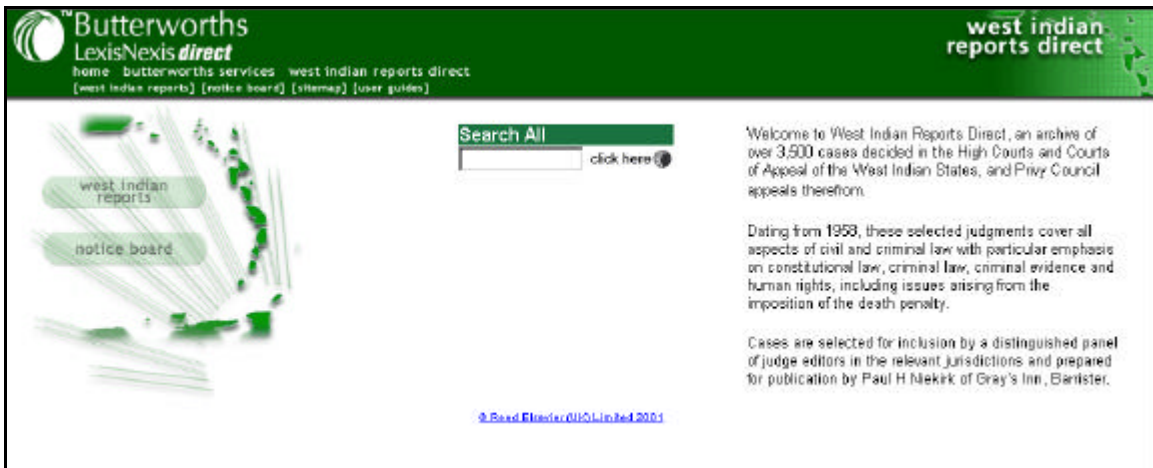 ™Butterworths
LexisNexis direct
home butterworths services west indian reports direct
[west indian reports] [notice board] [sitemap] [user guides]
west indian
reports direct
west indian
reports
notice board
Search All
click here
Welcome to West Indian Reports Direct, an archive of
over 3,500 cases decided in the High Courts and Courts
of Appeal of the West Indian States, and Privy Council
appeals therefrom.
Dating from 1958, these selected judgments cover all
aspects of civil and criminal law with particular emphasis
on constitutional law, criminal law, criminal evidence and
human rights, including issues arising from the
imposition of the death penalty.
Cases are selected for inclusion by a distinguished panel
of judge editors in the relevant jurisdictions and prepared
for publication by Paul H Niekirk of Gray's Inn, Barrister.
© Reed Elsevier (UK) Limited 2001